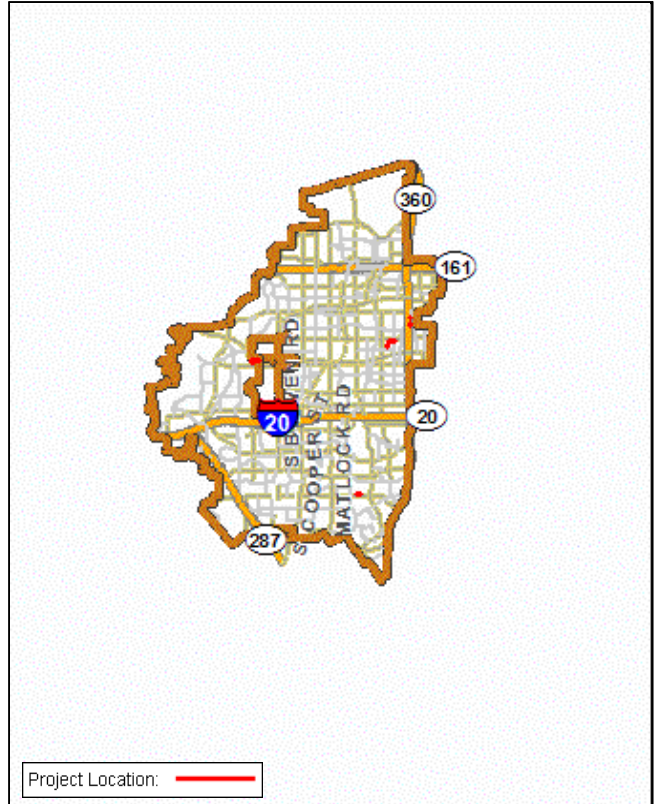 360
161
S BOWEN RD
20
20
S COOPER ST
MATLOCK RD
287
Project Location: